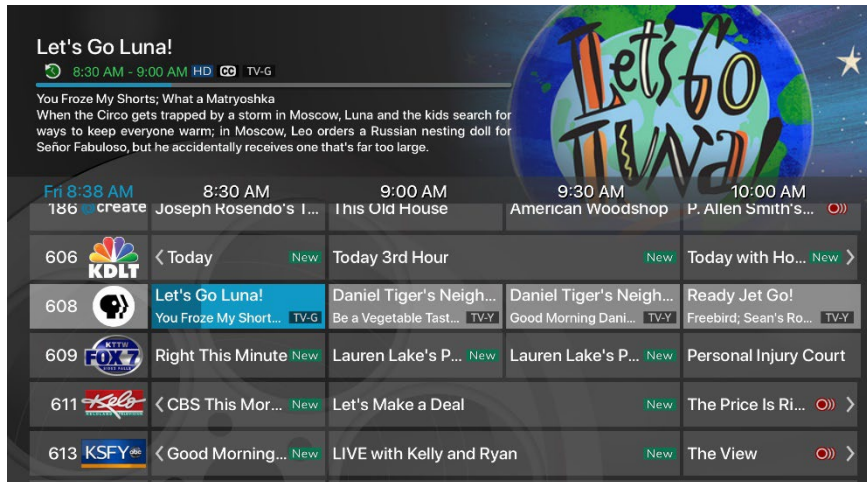 Let's Go Luna!
8:30 AM - 9:00 AM HD CC TV-G
You Froze My Shorts; What a Matryoshka
When the Circo gets trapped by a storm in Moscow, Luna and the kids search for
ways to keep everyone warm; in Moscow, Leo orders a Russian nesting doll for
Señor Fabuloso, but he accidentally receives one that's far too large.
Let's GO LUNA!
Fri 8:38 AM 8:30 AM 9:00 AM 9:30 AM 10:00 AM
186 create Joseph Rosendo's T... This Old House American Woodshop P. Allen Smith's...
606 KDLT Today New Today 3rd Hour New Today with Ho... New
608 Let's Go Luna! Daniel Tiger's Neigh... Daniel Tiger's Neigh... Ready Jet Go!
You Froze My Short... TV-G Be a Vegetable Tast... TV-Y Good Morning Dani... TV-Y Freebird; Sean's Ro... TV-Y
609 KTTW FOX 7 SIOUX FALLS Right This Minute New Lauren Lake's P... New Lauren Lake's P... New Personal Injury Court
611 Kelo CBS This Mor... New Let's Make a Deal New The Price Is Ri...
613 KSFY abc Good Morning... New LIVE with Kelly and Ryan New The View